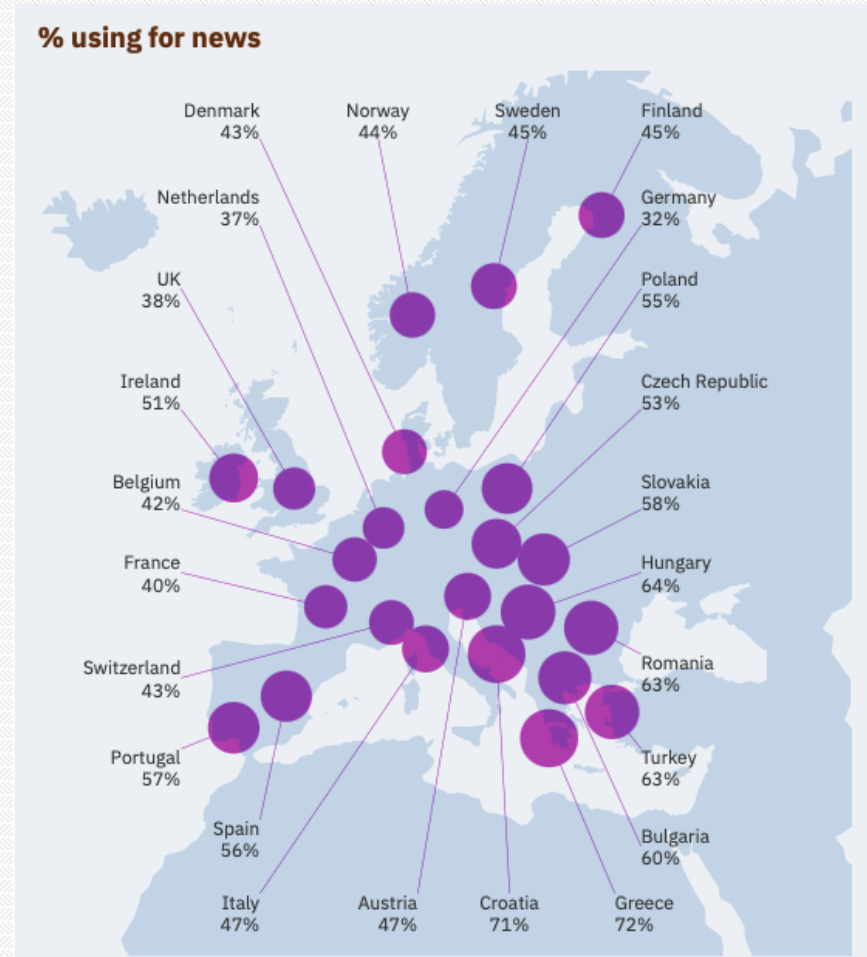 % using for news
Denmark
43%
Norway
44%
Sweden
45%
Finland
45%
Netherlands
37%
Germany
32%
UK
38%
Poland
55%
Ireland
51%
Czech Republic
53%
Belgium
42%
Slovakia
58%
France
40%
Hungary
64%
Switzerland
43%
Romania
63%
Portugal
57%
Turkey
63%
Spain
56%
Bulgaria
60%
Italy
47%
Austria
47%
Croatia
71%
Greece
72%